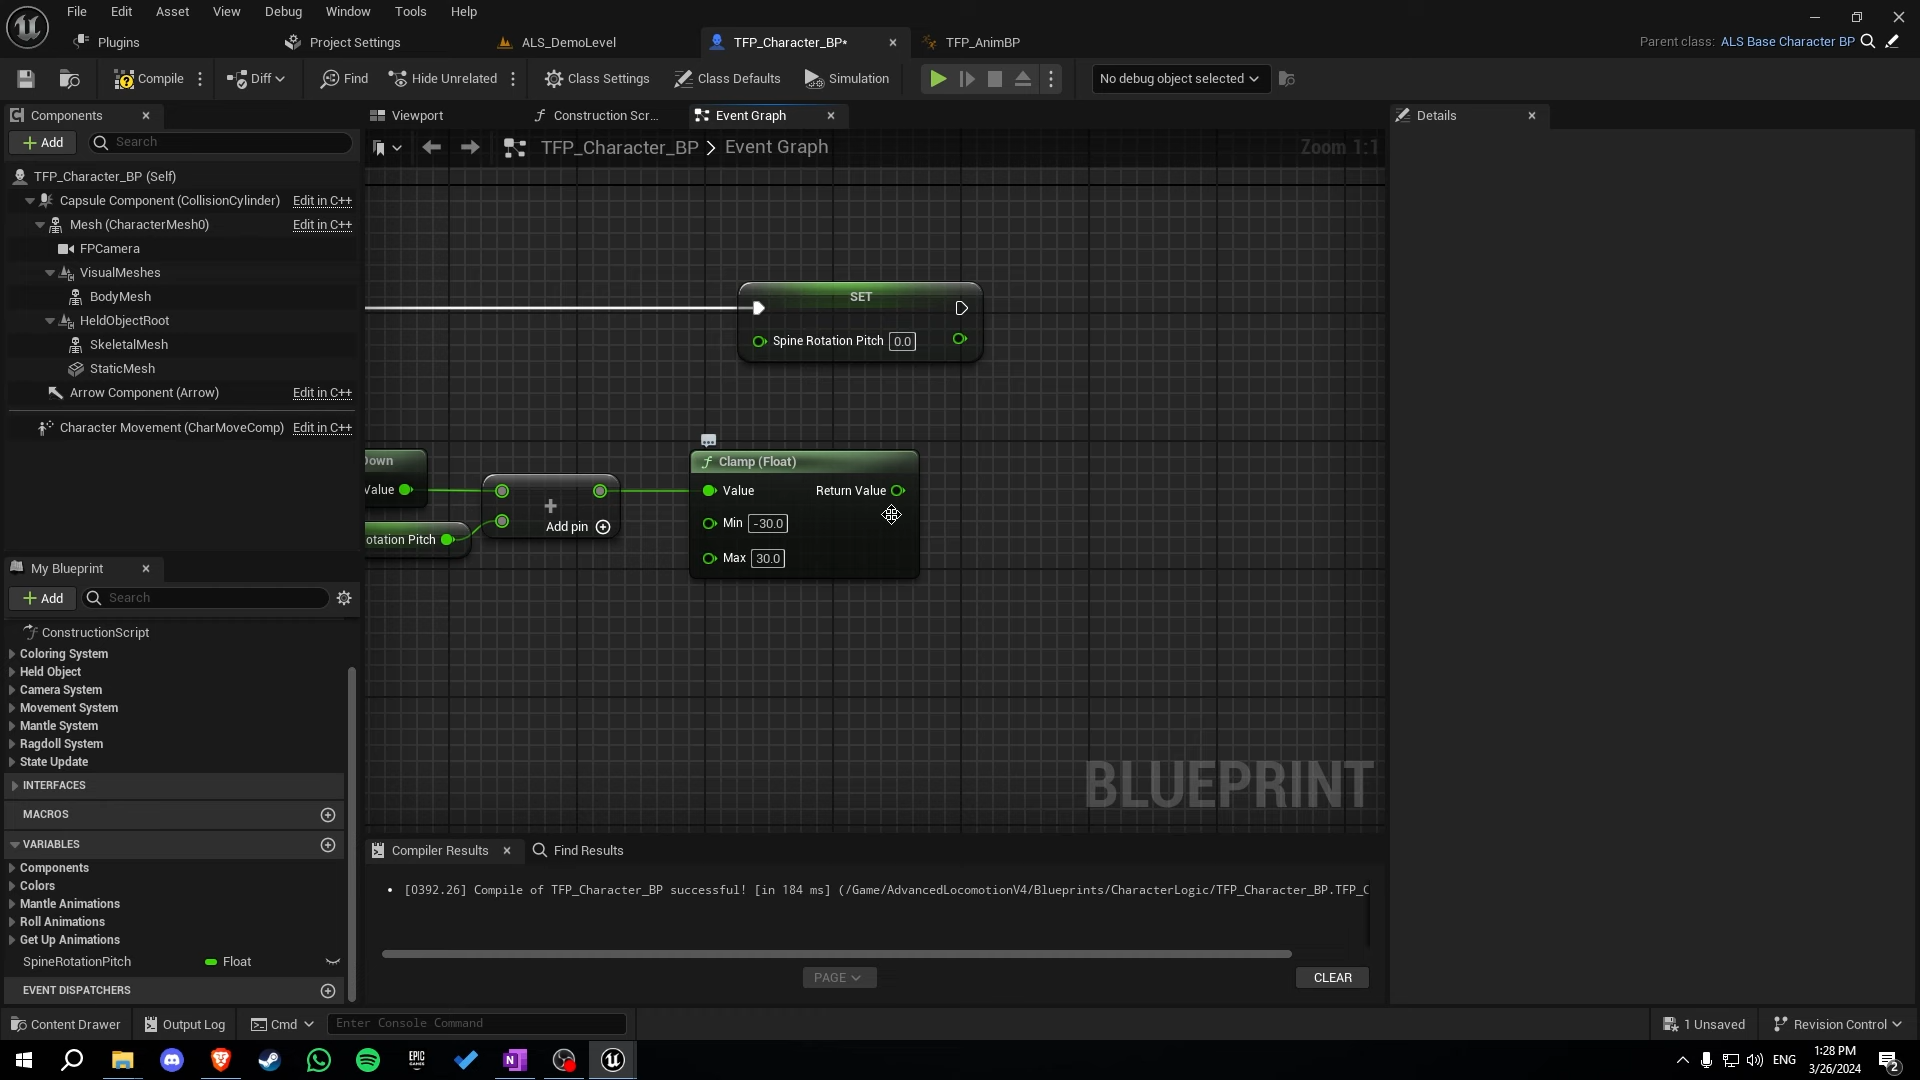 File Edit Asset View Debug Window Tools Help
Plugins Project Settings ALS_DemoLevel TFP_Character_BP* TFP_AnimBP Parent class: ALS Base Character BP
Compile Diff Find Hide Unrelated Class Settings Class Defaults Simulation No debug object selected
Components
Add Search
TFP_Character_BP (Self)
Capsule Component (CollisionCylinder) Edit in C++
Mesh (CharacterMesh0) Edit in C++
FPCamera
VisualMeshes
BodyMesh
HeldObjectRoot
SkeletalMesh
StaticMesh
Arrow Component (Arrow) Edit in C++
Character Movement (CharMoveComp) Edit in C++
My Blueprint
Add Search
ConstructionScript
Coloring System
Held Object
Camera System
Movement System
Mantle System
Ragdoll System
State Update
INTERFACES
MACROS
VARIABLES
Components
Colors
Mantle Animations
Roll Animations
Get Up Animations
SpineRotationPitch Float
EVENT DISPATCHERS
Viewport Construction Scr... Event Graph
TFP_Character_BP > Event Graph Zoom 1:1
SET
Spine Rotation Pitch 0.0
Down
Value
otation Pitch
Add pin
Clamp (Float)
Value Return Value
Min -30.0
Max 30.0
BLUEPRINT
Compiler Results Find Results
[0392.26] Compile of TFP_Character_BP successful! [in 184 ms] (/Game/AdvancedLocomotionV4/Blueprints/CharacterLogic/TFP_Character_BP.TFP_C
PAGE CLEAR
Details
Content Drawer Output Log Cmd Enter Console Command 1 Unsaved Revision Control
EPIC GAMES
ENG 1:28 PM
3/26/2024
2